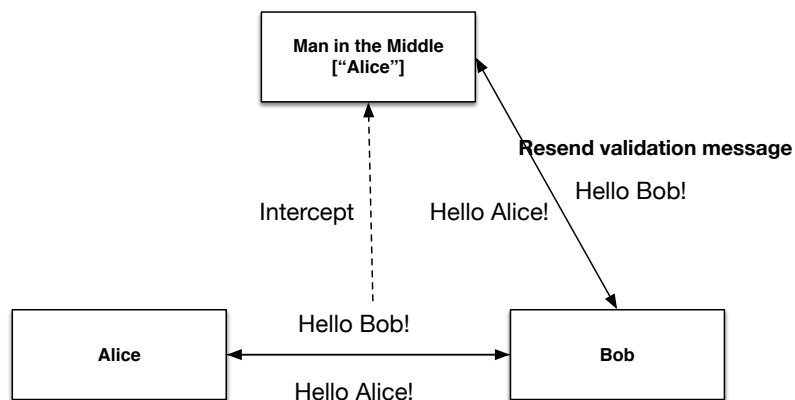 Man in the Middle
[“Alice”]
Resend validation message
Hello Bob!
Intercept
Hello Alice!
Hello Bob!
Alice
Bob
Hello Alice!